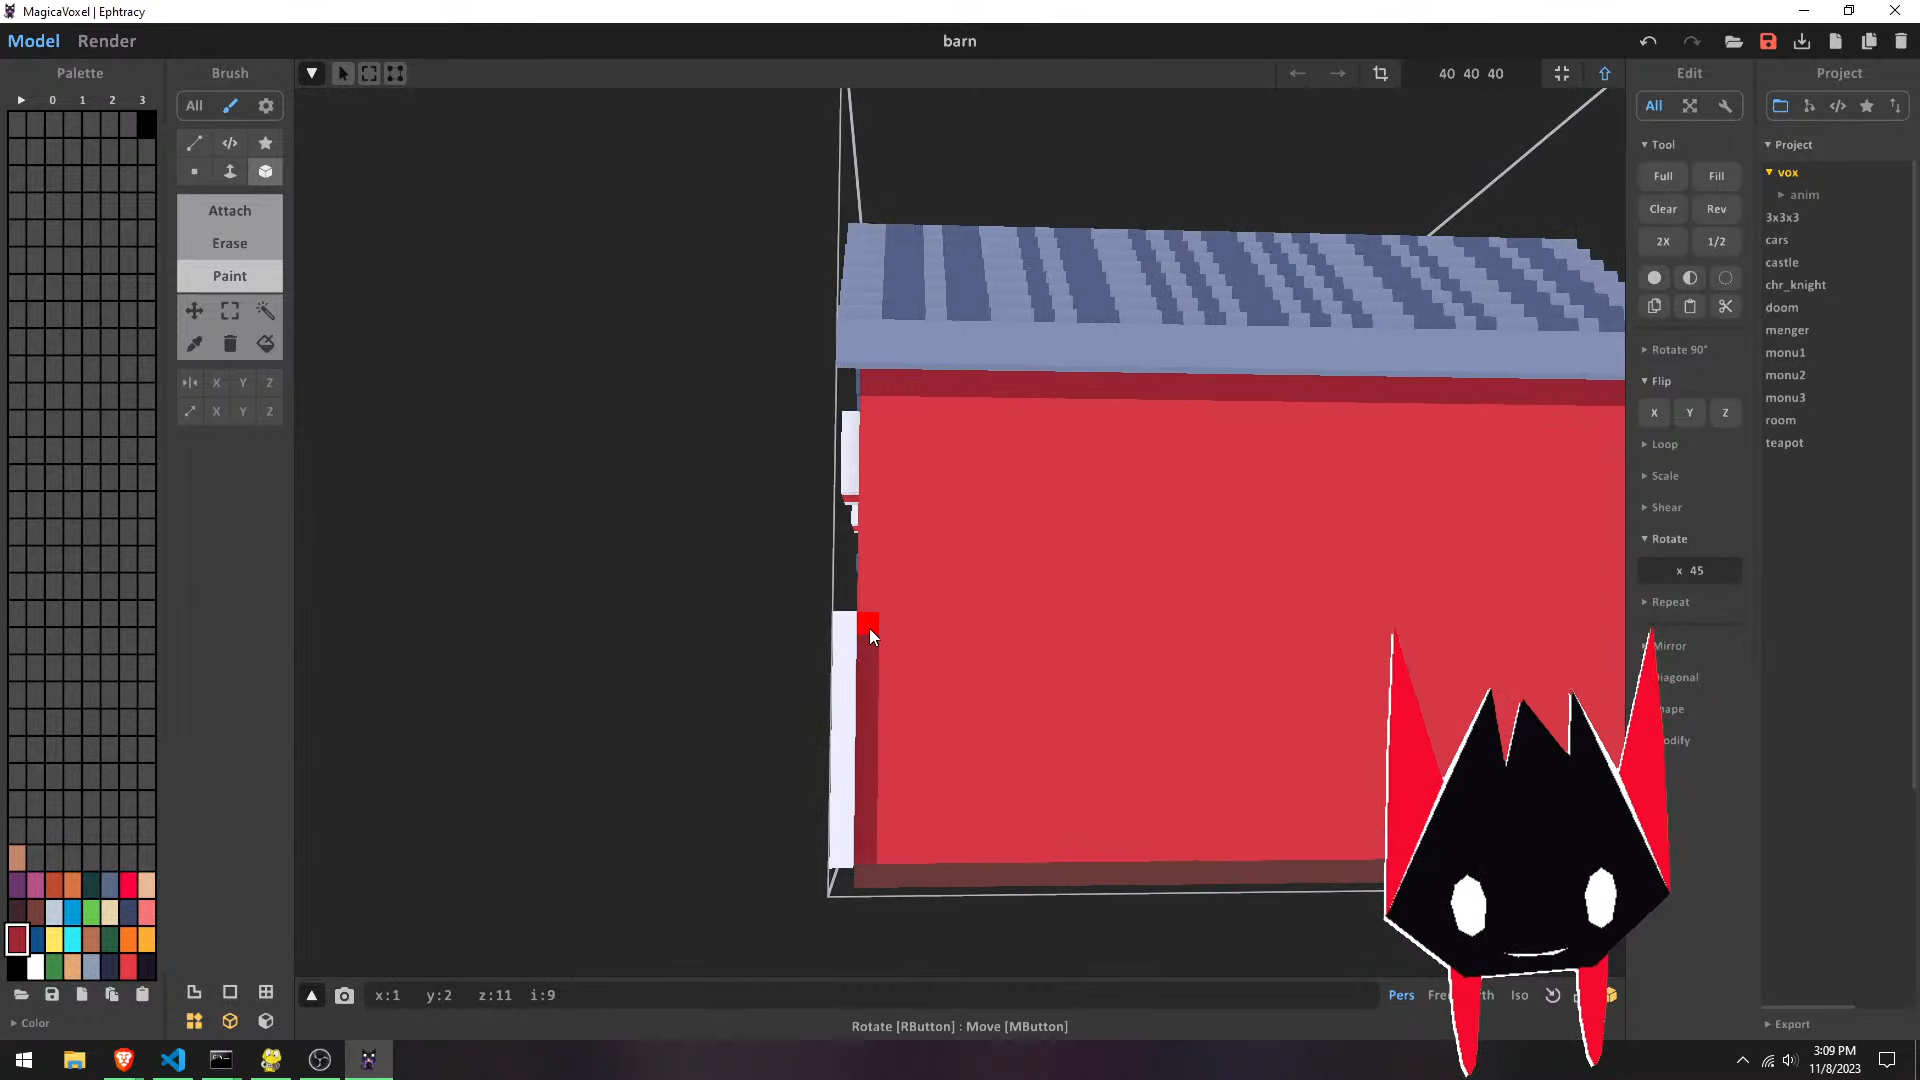 MagicaVoxel | Ephtracy
Model Render
barn
Palette
Brush
40 40 40
Edit
Project
0 1 2 3
All
All
Tool
Project
Full Fill
vox
anim
Clear Rev
3x3x3
Attach
2X 1/2
cars
Erase
castle
Paint
chr_knight
doom
menger
Rotate 90°
monu1
Flip
monu2
X Y Z
X Y Z
monu3
X Y Z
room
Loop
teapot
Scale
Shear
Rotate
x 45
Repeat
Mirror
x:1 y:2 z:11 i:9
Pers Iso
Color
Export
Rotate [RButton] : Move [MButton]
3:09 PM
11/8/2023